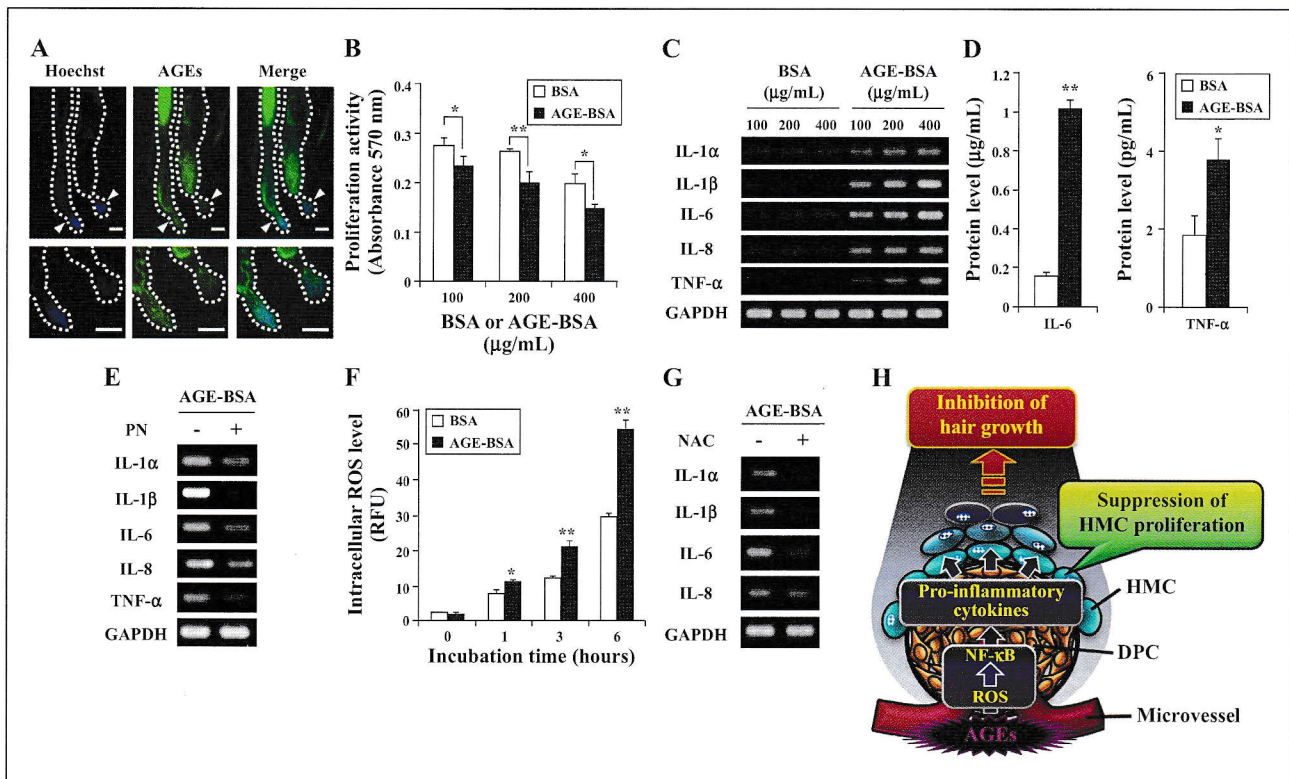 A
Hoechst AGEs Merge
B
Proliferation activity
(Absorbance 570 nm)
0.4
0.3
0.2
0.1
0
BSA
AGE-BSA
* ** *
100 200 400
BSA or AGE-BSA
(µg/mL)
C
BSA AGE-BSA
(µg/mL) (µg/mL)
100 200 400 100 200 400
IL-1α
IL-1β
IL-6
IL-8
TNF-α
GAPDH
D
Protein level (µg/mL)
1.2
1
0.8
0.6
0.4
0.2
0
**
IL-6
Protein level (pg/mL)
6
4
2
0
BSA
AGE-BSA
*
TNF-α
E
AGE-BSA
PN - +
IL-1α
IL-1β
IL-6
IL-8
TNF-α
GAPDH
F
Intracellular ROS level
(RFU)
60
50
40
30
20
10
0
BSA
AGE-BSA
* ** **
0 1 3 6
Incubation time (hours)
G
AGE-BSA
NAC - +
IL-1α
IL-1β
IL-6
IL-8
GAPDH
H
Inhibition of
hair growth
Suppression of
HMC proliferation
HMC
Pro-inflammatory
cytokines
DPC
NF-κB
ROS
Microvessel
AGEs